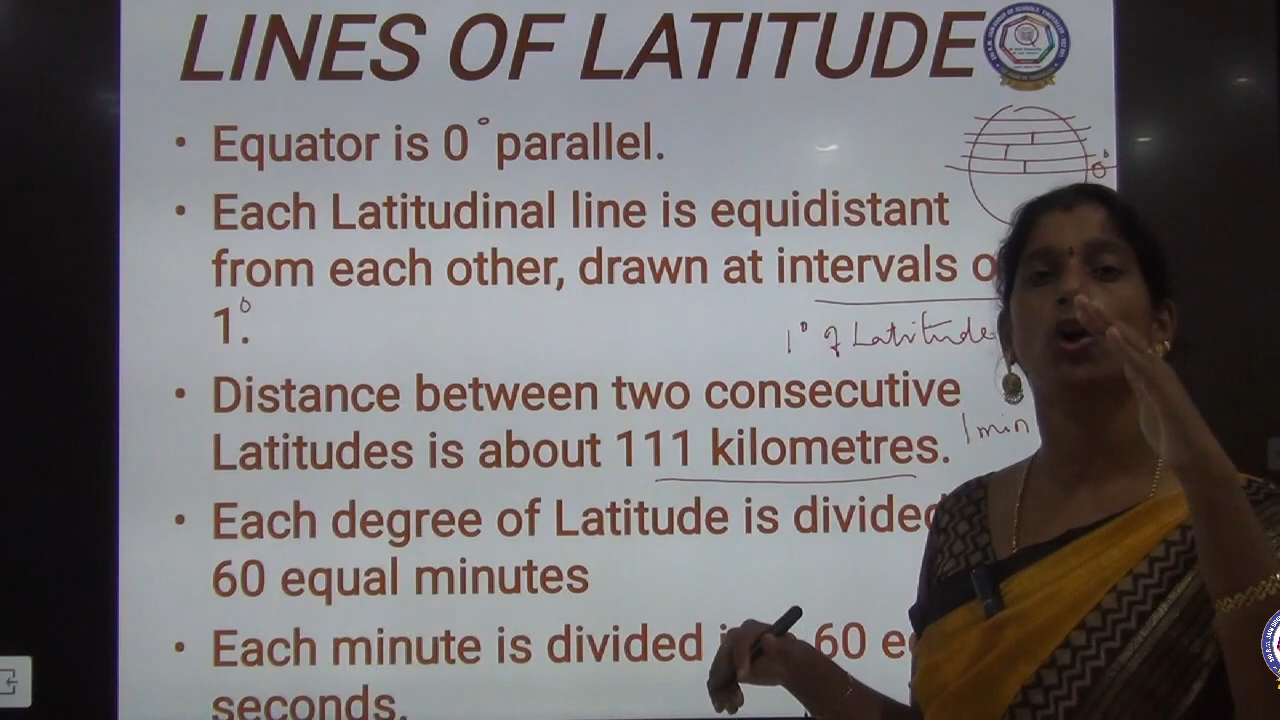 LINES OF LATITUDE
• Equator is 0° parallel.
0°
• Each Latitudinal line is equidistant
from each other, drawn at intervals o
1.°
1° of Latitude
• Distance between two consecutive
Latitudes is about 111 kilometres.
1 min
• Each degree of Latitude is divided
60 equal minutes
• Each minute is divided 60 e
seconds.